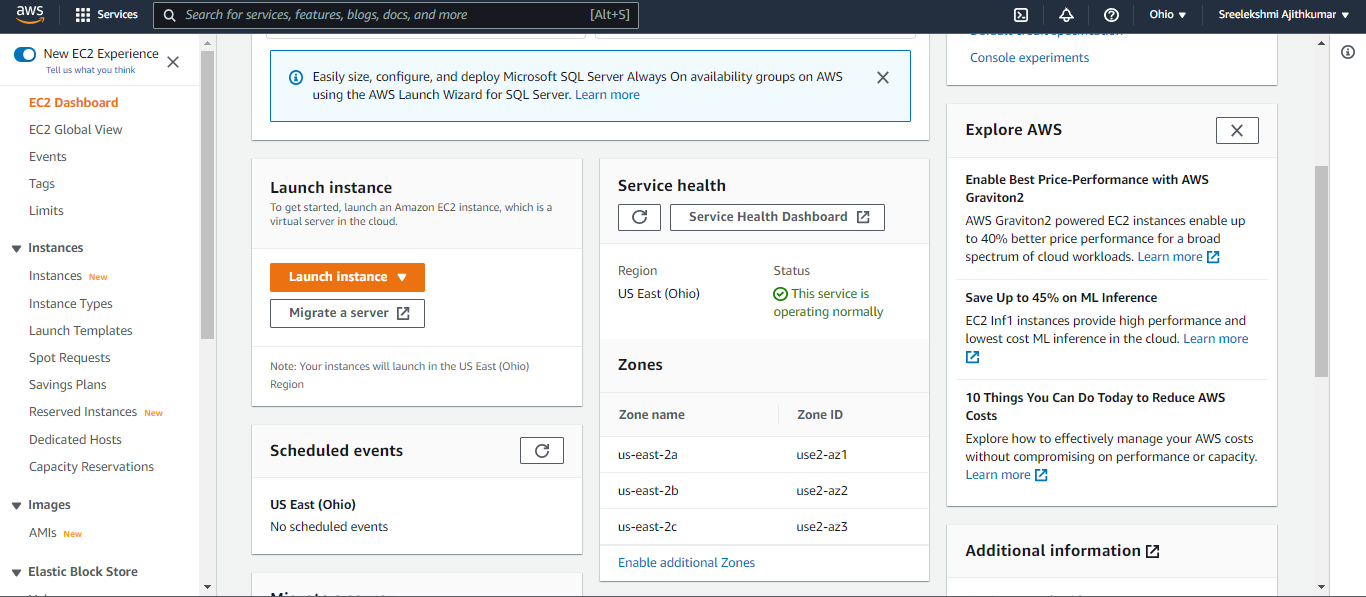 aws
Services
Search for services, features, blogs, docs, and more
[Alt+S]
Ohio
Sreelekshmi Ajithkumar
New EC2 Experience
Tell us what you think
EC2 Dashboard
EC2 Global View
Events
Tags
Limits
Instances
Instances New
Instance Types
Launch Templates
Spot Requests
Savings Plans
Reserved Instances New
Dedicated Hosts
Capacity Reservations
Images
AMIs New
Elastic Block Store
Easily size, configure, and deploy Microsoft SQL Server Always On availability groups on AWS
using the AWS Launch Wizard for SQL Server. Learn more
Launch instance
To get started, launch an Amazon EC2 instance, which is a
virtual server in the cloud.
Launch instance
Migrate a server
Note: Your instances will launch in the US East (Ohio)
Region
Scheduled events
US East (Ohio)
No scheduled events
Service health
Service Health Dashboard
Region
Status
US East (Ohio)
This service is
operating normally
Zones
Zone name
Zone ID
us-east-2a
use2-az1
us-east-2b
use2-az2
us-east-2c
use2-az3
Enable additional Zones
Console experiments
Explore AWS
Enable Best Price-Performance with AWS
Graviton2
AWS Graviton2 powered EC2 instances enable up
to 40% better price performance for a broad
spectrum of cloud workloads. Learn more
Save Up to 45% on ML Inference
EC2 Inf1 instances provide high performance and
lowest cost ML inference in the cloud. Learn more
10 Things You Can Do Today to Reduce AWS
Costs
Explore how to effectively manage your AWS costs
without compromising on performance or capacity.
Learn more
Additional information